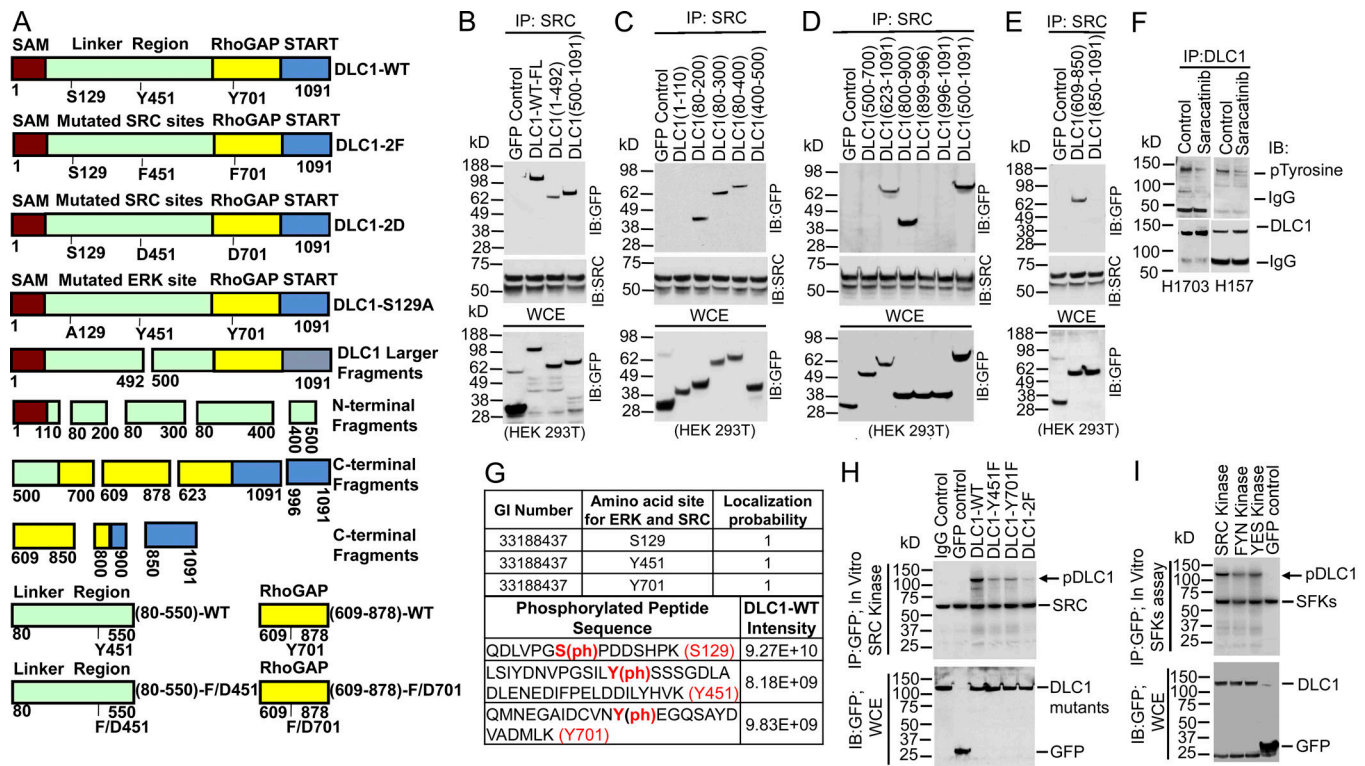 A
SAM Linker Region RhoGAP START
DLC1-WT
1 S129 Y451 Y701 1091
Mutated SRC sites RhoGAP START
DLC1-2F
1 S129 F451 F701 1091
Mutated SRC sites RhoGAP START
DLC1-2D
1 S129 D451 D701 1091
SAM Mutated ERK site RhoGAP START
DLC1-S129A
1 A129 Y451 Y701 1091
DLC1 Larger
Fragments
1 492 500 1091
N-terminal
Fragments
1 110 80 200 80 300 80 400 400 500
C-terminal
Fragments
500 700 609 878 623 1091 996 1091
C-terminal
Fragments
609 850 800 900 850 1091
Linker Region RhoGAP
(80-550)-WT (609-878)-WT
80 550 609 878
Y451 Y701
Linker Region RhoGAP
(80-550)-F/D451 (609-878)-F/D701
80 550 609 878
F/D451 F/D701
B
IP: SRC
GFP Control
DLC1-WT-FL
DLC1(1-492)
DLC1(500-1091)
kD
188
98
62
49
38
28
IB:GFP
75
50
IB:SRC
kD
WCE
188
98
62
49
38
28
IB:GFP
(HEK 293T)
C
IP: SRC
GFP Control
DLC1(1-110)
DLC1(80-200)
DLC1(80-300)
DLC1(80-400)
DLC1(400-500)
kD
98
62
49
38
28
IB:GFP
75
50
IB:SRC
WCE
98
62
49
38
28
IB:GFP
(HEK 293T)
D
IP: SRC
GFP Control
DLC1(500-700)
DLC1(623-1091)
DLC1(800-900)
DLC1(899-996)
DLC1(996-1091)
DLC1(500-1091)
kD
98
62
49
38
28
IB:GFP
75
50
IB:SRC
WCE
98
62
49
38
28
IB:GFP
(HEK 293T)
E
IP: SRC
GFP Control
DLC1(609-850)
DLC1(850-1091)
kD
188
98
62
49
38
28
IB:GFP
75
50
IB:SRC
WCE
188
98
62
49
38
28
IB:GFP
(HEK 293T)
F
IP:DLC1
Control
Saracatinib
Control
Saracatinib
kD
IB:
150
100
75
50
pTyrosine
IgG
150
100
50
DLC1
IgG
H1703 H157
G
GI Number Amino acid site for ERK and SRC Localization probability
33188437 S129 1
33188437 Y451 1
33188437 Y701 1
Phosphorylated Peptide Sequence DLC1-WT Intensity
QDLVPGS(ph)PDDSHPK (S129) 9.27E+10
LSIYDNVPGSILY(ph)SSSGDLA
DLENEDIFPELDDILYHVK (Y451) 8.18E+09
QMNEGAIDCVNY(ph)EGQSAYD
VADMLK (Y701) 9.83E+09
H
IgG Control
GFP control
DLC1-WT
DLC1-Y451F
DLC1-Y701F
DLC1-2F
kD
150
100
75
50
37
25
IP:GFP; In Vitro
SRC Kinase
pDLC1
SRC
150
100
75
50
37
25
IB:GFP;
WCE
DLC1
mutants
GFP
I
SRC Kinase
FYN Kinase
YES Kinase
GFP control
kD
150
100
75
50
37
25
IP:GFP; In Vitro
SFKs assay
pDLC1
SFKs
150
100
75
50
37
25
IB:GFP;
WCE
DLC1
GFP